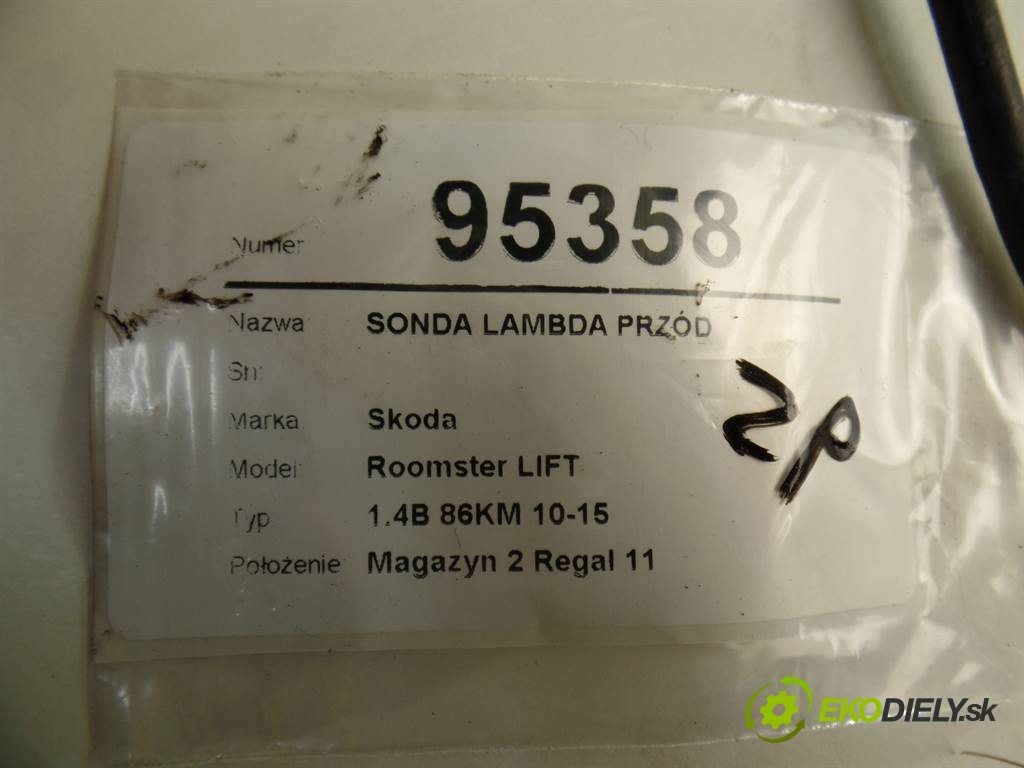 Numer 95358
Nazwa SONDA LAMBDA PRZÓD
Sn:
Marka Skoda
Model: Roomster LIFT
Typ 1.4B 86KM 10-15
Położenie: Magazyn 2 Regał 11
ZP
EKODIELY.sk